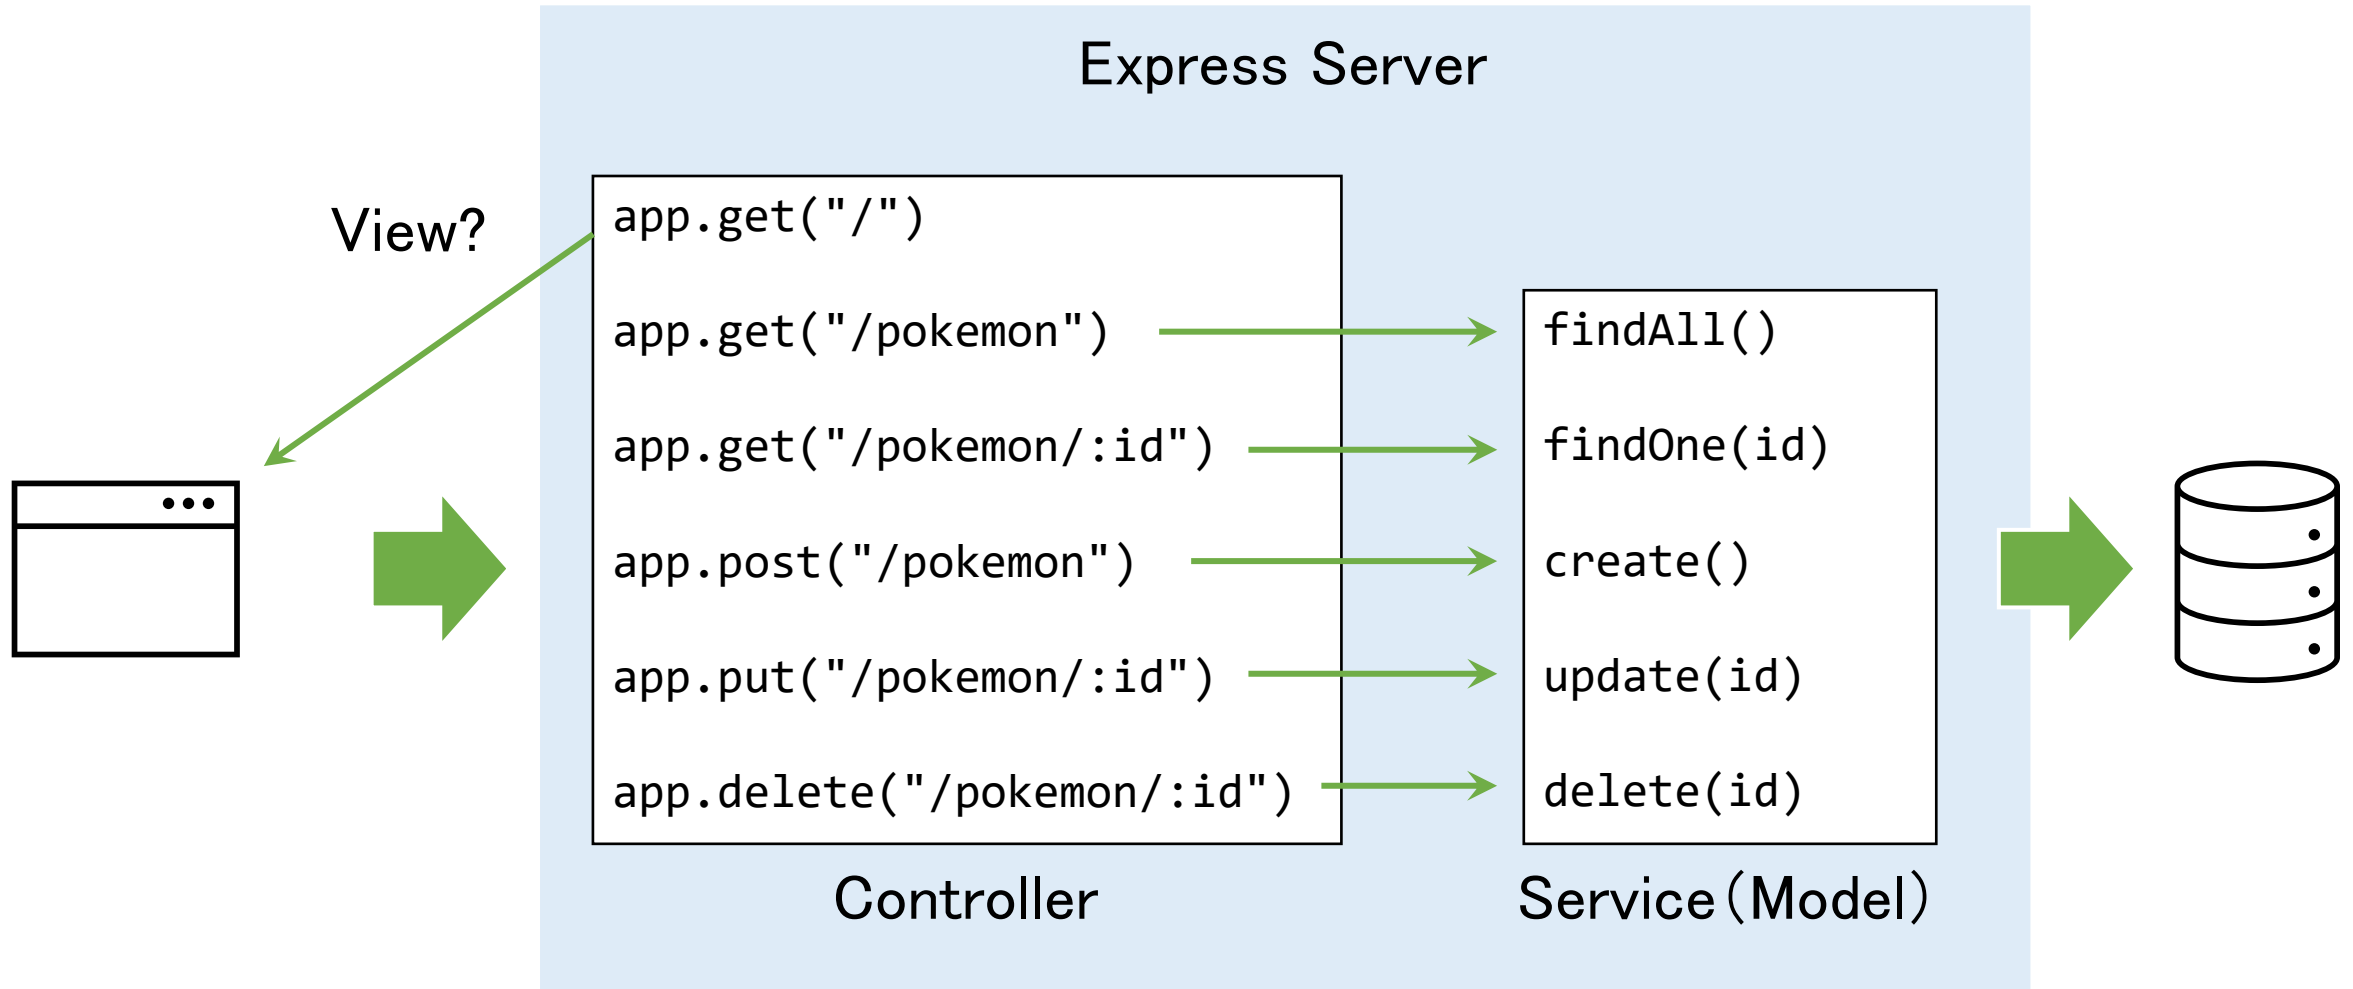 Express Server
View?
app.get("/")
app.get("/pokemon")
app.get("/pokemon/:id")
app.post("/pokemon")
app.put("/pokemon/:id")
app.delete("/pokemon/:id")
findAll()
findOne(id)
create()
update(id)
delete(id)
Controller
Service(Model)